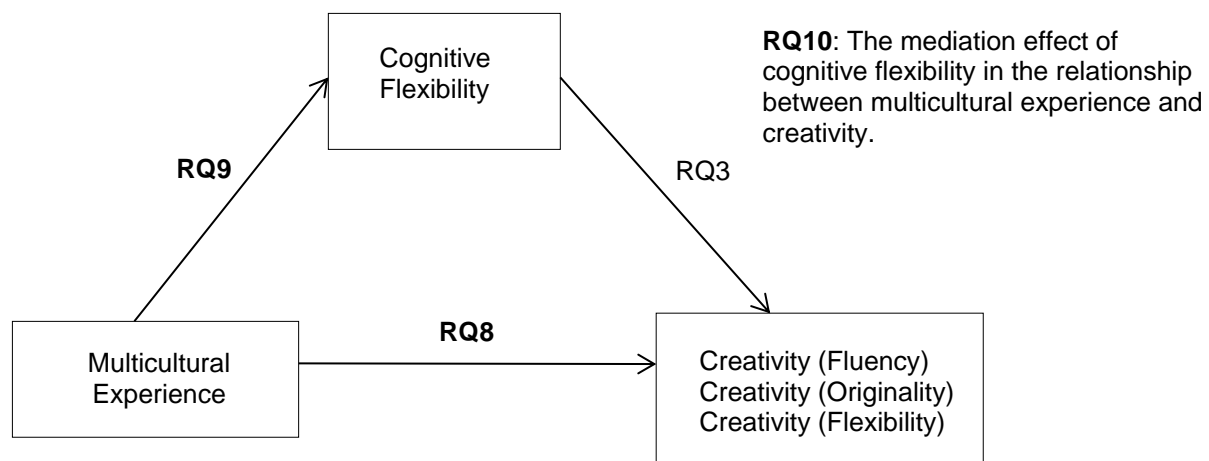 Cognitive
Flexibility
RQ10: The mediation effect of
cognitive flexibility in the relationship
between multicultural experience and
creativity.
RQ9
RQ3
RQ8
Multicultural
Experience
Creativity (Fluency)
Creativity (Originality)
Creativity (Flexibility)